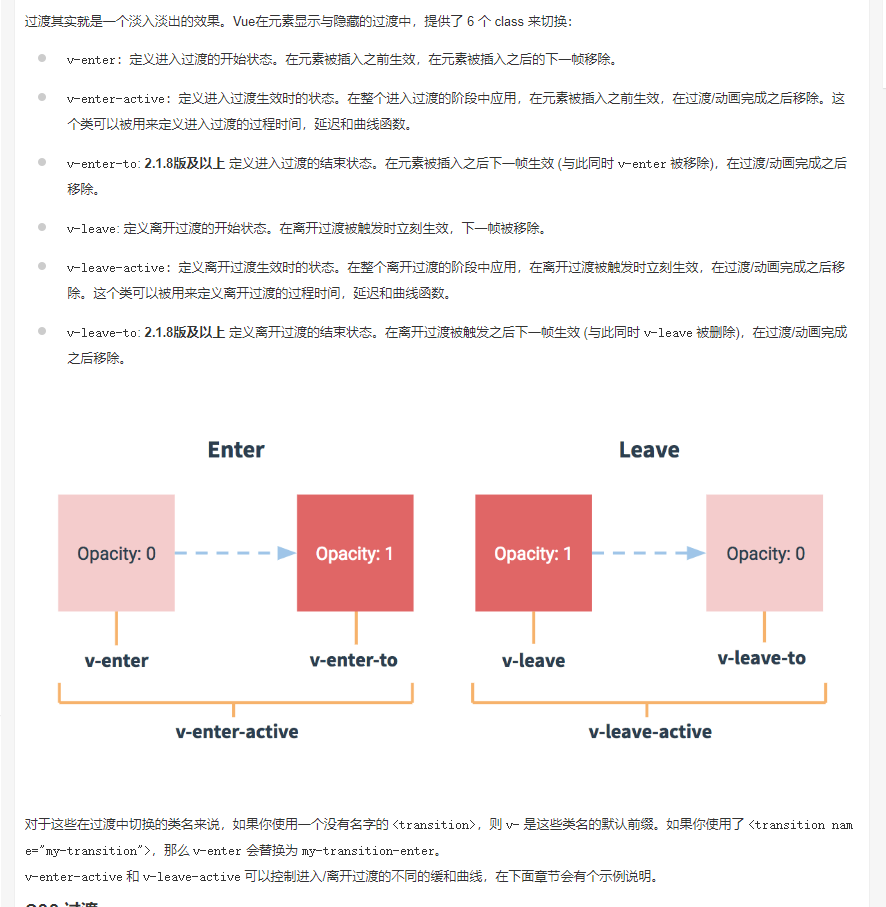 过渡其实就是一个淡入淡出的效果。Vue在元素显示与隐藏的过渡中，提供了 6 个 class 来切换：
v-enter：定义进入过渡的开始状态。在元素被插入之前生效，在元素被插入之后的下一帧移除。
v-enter-active：定义进入过渡生效时的状态。在整个进入过渡的阶段中应用，在元素被插入之前生效，在过渡/动画完成之后移除。这
个类可以被用来定义进入过渡的过程时间，延迟和曲线函数。
v-enter-to: 2.1.8版及以上 定义进入过渡的结束状态。在元素被插入之后下一帧生效 (与此同时 v-enter 被移除)，在过渡/动画完成之后
移除。
v-leave: 定义离开过渡的开始状态。在离开过渡被触发时立刻生效，下一帧被移除。
v-leave-active：定义离开过渡生效时的状态。在整个离开过渡的阶段中应用，在离开过渡被触发时立刻生效，在过渡/动画完成之后移
除。这个类可以被用来定义离开过渡的过程时间，延迟和曲线函数。
v-leave-to: 2.1.8版及以上 定义离开过渡的结束状态。在离开过渡被触发之后下一帧生效 (与此同时 v-leave 被删除)，在过渡/动画完成
之后移除。
Enter
Leave
Opacity: 0
Opacity: 1
Opacity: 1
Opacity: 0
v-enter
v-enter-to
v-leave
v-leave-to
v-enter-active
v-leave-active
对于这些在过渡中切换的类名来说，如果你使用一个没有名字的 <transition>，则 v- 是这些类名的默认前缀。如果你使用了 <transition nam
e="my-transition">，那么 v-enter 会替换为 my-transition-enter。
v-enter-active 和 v-leave-active 可以控制进入/离开过渡的不同的缓和曲线，在下面章节会有个示例说明。